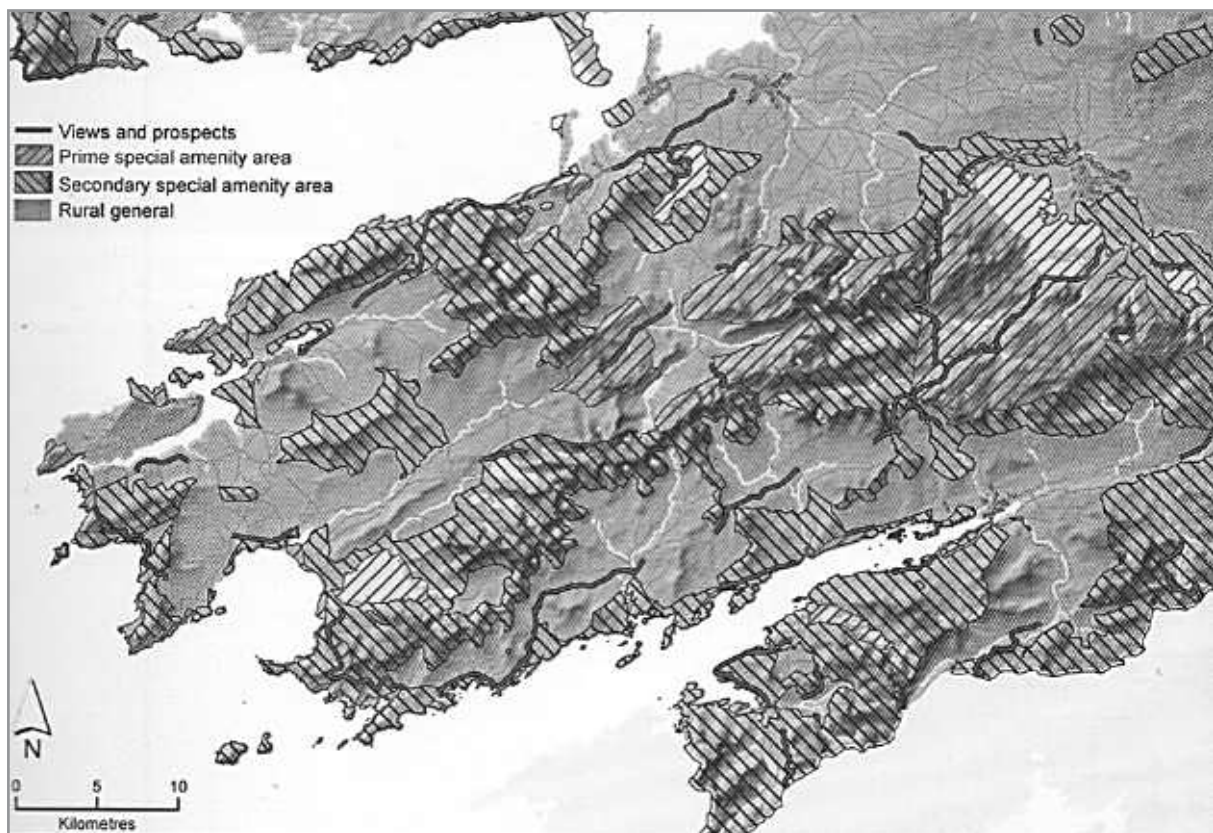 Views and prospects
Prime special amenity area
Secondary special amenity area
Rural general
N
0 5 10
Kilometres